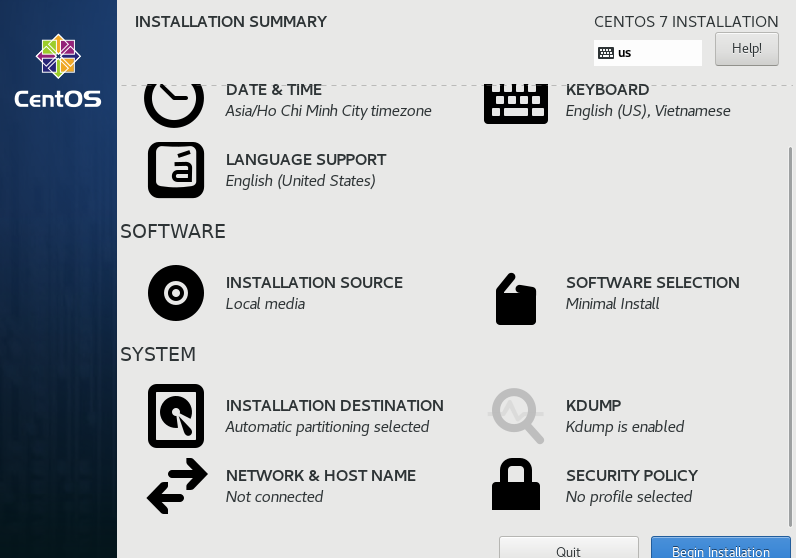 INSTALLATION SUMMARY
CENTOS 7 INSTALLATION
us
Help!
CentOS
DATE & TIME
Asia/Ho Chi Minh City timezone
KEYBOARD
English (US), Vietnamese
á
LANGUAGE SUPPORT
English (United States)
SOFTWARE
INSTALLATION SOURCE
Local media
SOFTWARE SELECTION
Minimal Install
SYSTEM
INSTALLATION DESTINATION
Automatic partitioning selected
KDUMP
Kdump is enabled
NETWORK & HOST NAME
Not connected
SECURITY POLICY
No profile selected
Quit
Begin Installation